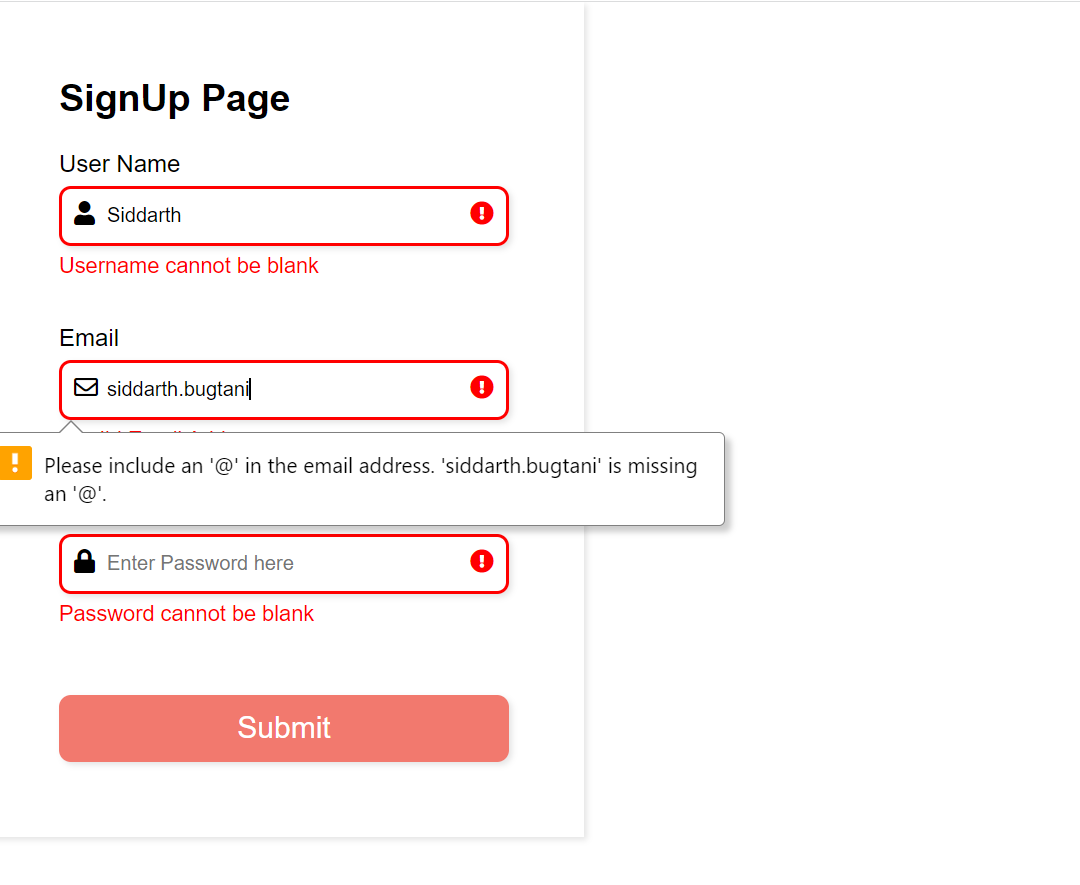 SignUp Page
User Name
Siddarth
Username cannot be blank
Email
siddarth.bugtani
Please include an '@' in the email address. 'siddarth.bugtani' is missing
an '@'.
Enter Password here
Password cannot be blank
Submit